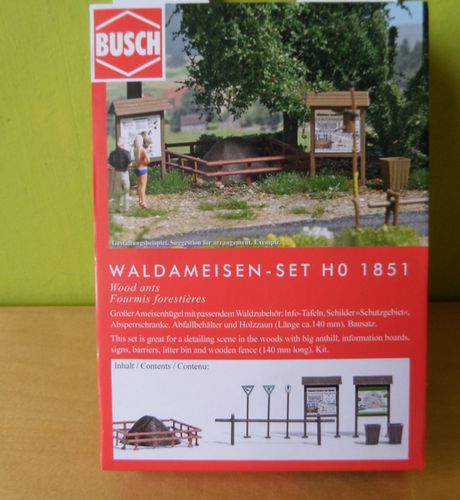 BUSCH
Gestaltungsbeispiel. Suggestion for arrangement. Exemple.
WALDAMEISEN-SET H0 1851
Wood ants
Fourmis forestières
Großer Ameisenhügel mit passendem Waldzubehör: Info-Tafeln, Schilder »Schutzgebiet«,
Absperrschranke, Abfallbehälter und Holzzaun (Länge ca. 140 mm). Bausatz.
This set is great for a detailing scene in the woods with big anthill, information boards,
signs, barriers, litter bin and wooden fence (140 mm long). Kit.
Inhalt / Contents / Contenu: